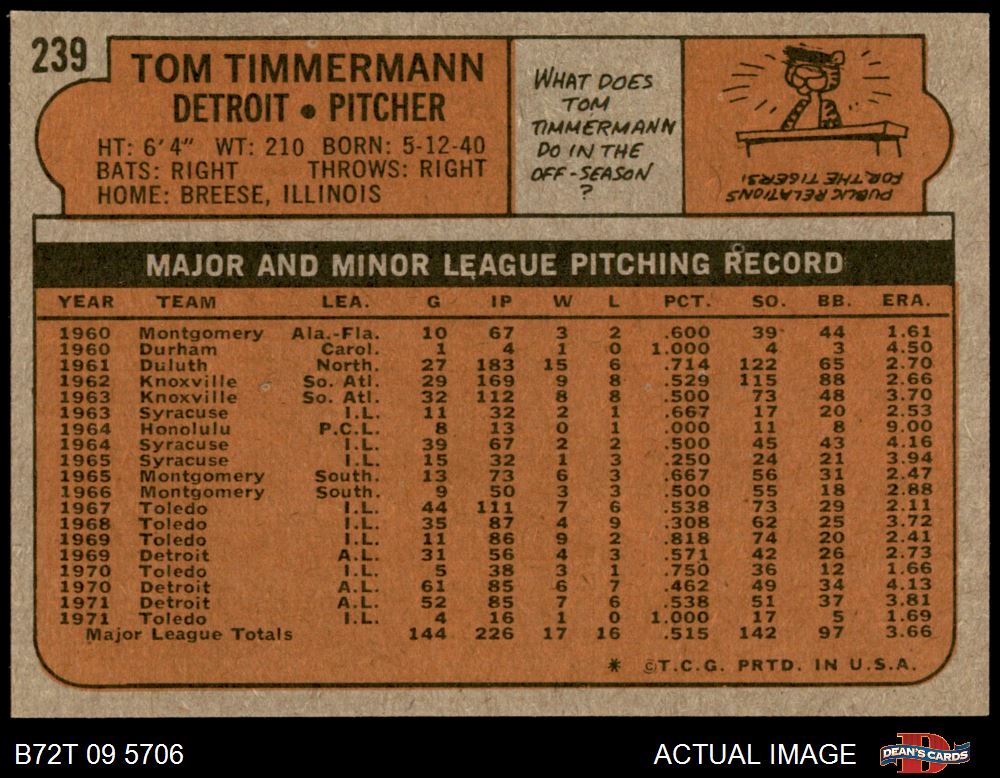 239
TOM TIMMERMANN
DETROIT • PITCHER
HT: 6'4" WT: 210 BORN: 5-12-40
BATS: RIGHT THROWS: RIGHT
HOME: BREESE, ILLINOIS
WHAT DOES
TOM
TIMMERMANN
DO IN THE
OFF-SEASON
?
PUBLIC RELATIONS
FOR THE TIGERS!
MAJOR AND MINOR LEAGUE PITCHING RECORD
YEAR TEAM LEA. G IP W L PCT. SO. BB. ERA.
1960 Montgomery Ala.-Fla. 10 67 3 2 .600 39 44 1.61
1960 Durham Carol. 1 4 1 0 1.000 4 3 4.50
1961 Duluth North. 27 183 15 6 .714 122 65 2.70
1962 Knoxville So. Atl. 29 169 9 8 .529 115 88 2.66
1963 Knoxville So. Atl. 32 112 8 8 .500 73 48 3.70
1963 Syracuse I.L. 11 32 2 1 .667 17 20 2.53
1964 Honolulu P.C.L. 8 13 0 1 .000 11 8 9.00
1964 Syracuse I.L. 39 67 2 2 .500 45 43 4.16
1965 Syracuse I.L. 15 32 1 3 .250 24 21 3.94
1965 Montgomery South. 13 73 6 3 .667 56 31 2.47
1966 Montgomery South. 9 50 3 3 .500 55 18 2.88
1967 Toledo I.L. 44 111 7 6 .538 73 29 2.11
1968 Toledo I.L. 35 87 4 9 .308 62 25 3.72
1969 Toledo I.L. 11 86 9 2 .818 74 20 2.41
1969 Detroit A.L. 31 56 4 3 .571 42 26 2.73
1970 Toledo I.L. 5 38 3 1 .750 36 12 1.66
1970 Detroit A.L. 61 85 6 7 .462 49 34 4.13
1971 Detroit A.L. 52 85 7 6 .538 51 37 3.81
1971 Toledo I.L. 4 16 1 0 1.000 17 5 1.69
Major League Totals 144 226 17 16 .515 142 97 3.66
* ©T.C.G. PRTD. IN U.S.A.
B72T 09 5706 ACTUAL IMAGE
DEAN'S CARDS